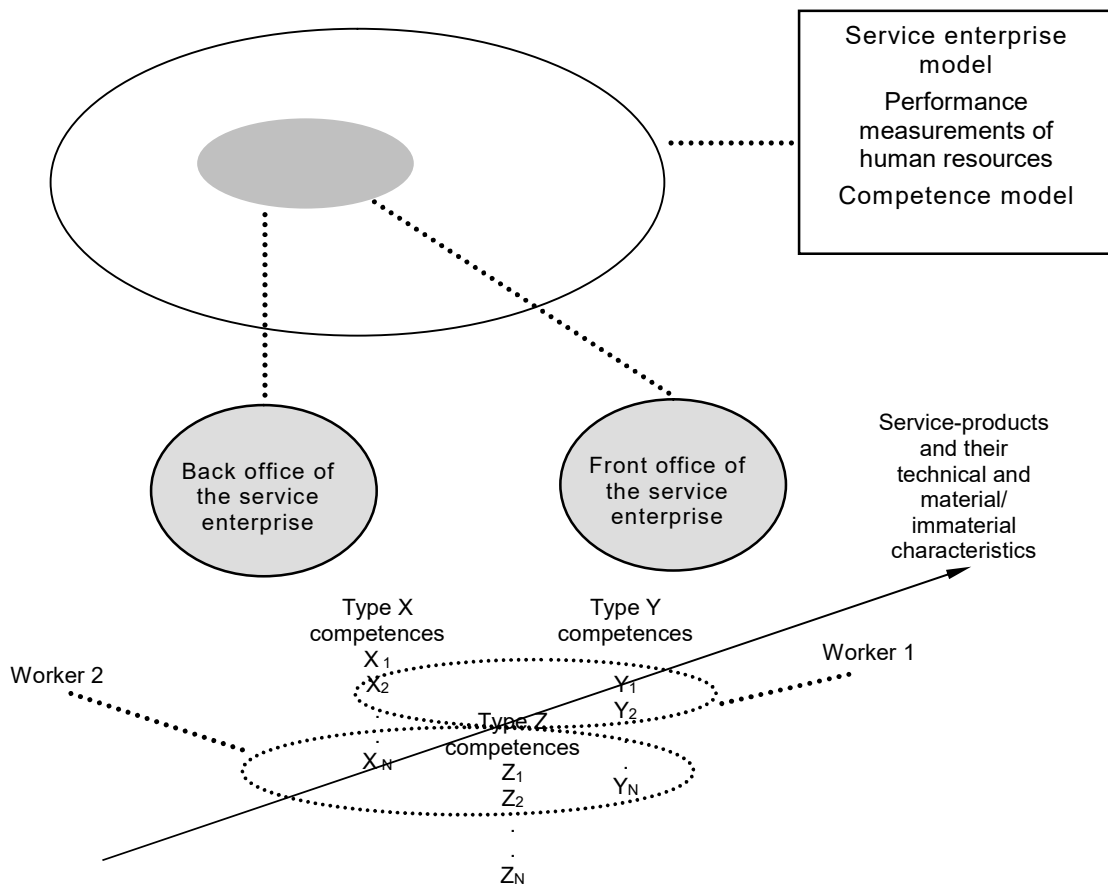 Service enterprise
model
Performance
measurements of
human resources
Competence model
Back office of
the service
enterprise
Front office of
the service
enterprise
Service-products
and their
technical and
material/
immaterial
characteristics
Type X
competences
X1
X2
.
.
XN
Type Y
competences
Y1
Y2
.
YN
Worker 2
Worker 1
Type Z
competences
Z1
Z2
.
.
ZN